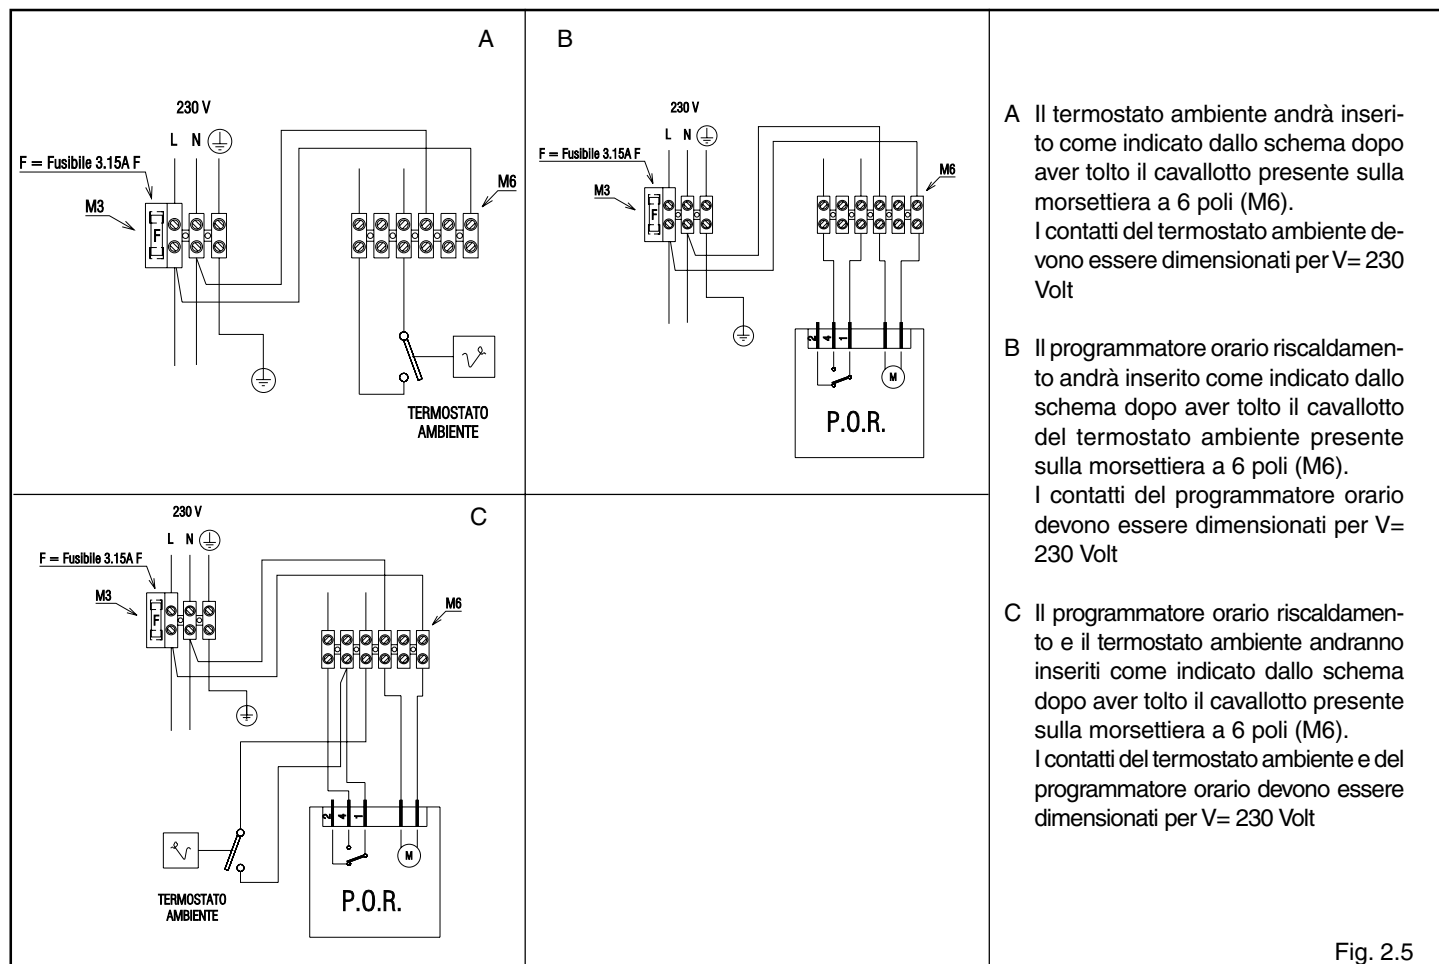 A
230 V
L N
F = Fusibile 3.15A F
M3
F
M6
TERMOSTATO
AMBIENTE
B
230 V
L N
F = Fusibile 3.15A F
M3
F
M6
2 4 1
M
P.O.R.
C
230 V
L N
F = Fusibile 3.15A F
M3
F
M6
2 4 1
M
P.O.R.
TERMOSTATO
AMBIENTE
A Il termostato ambiente andrà inseri-
to come indicato dallo schema dopo
aver tolto il cavallotto presente sulla
morsettiera a 6 poli (M6).
I contatti del termostato ambiente de-
vono essere dimensionati per V= 230
Volt
B Il programmatore orario riscaldamen-
to andrà inserito come indicato dallo
schema dopo aver tolto il cavallotto
del termostato ambiente presente
sulla morsettiera a 6 poli (M6).
I contatti del programmatore orario
devono essere dimensionati per V=
230 Volt
C Il programmatore orario riscaldamen-
to e il termostato ambiente andranno
inseriti come indicato dallo schema
dopo aver tolto il cavallotto presente
sulla morsettiera a 6 poli (M6).
I contatti del termostato ambiente e del
programmatore orario devono essere
dimensionati per V= 230 Volt
Fig. 2.5